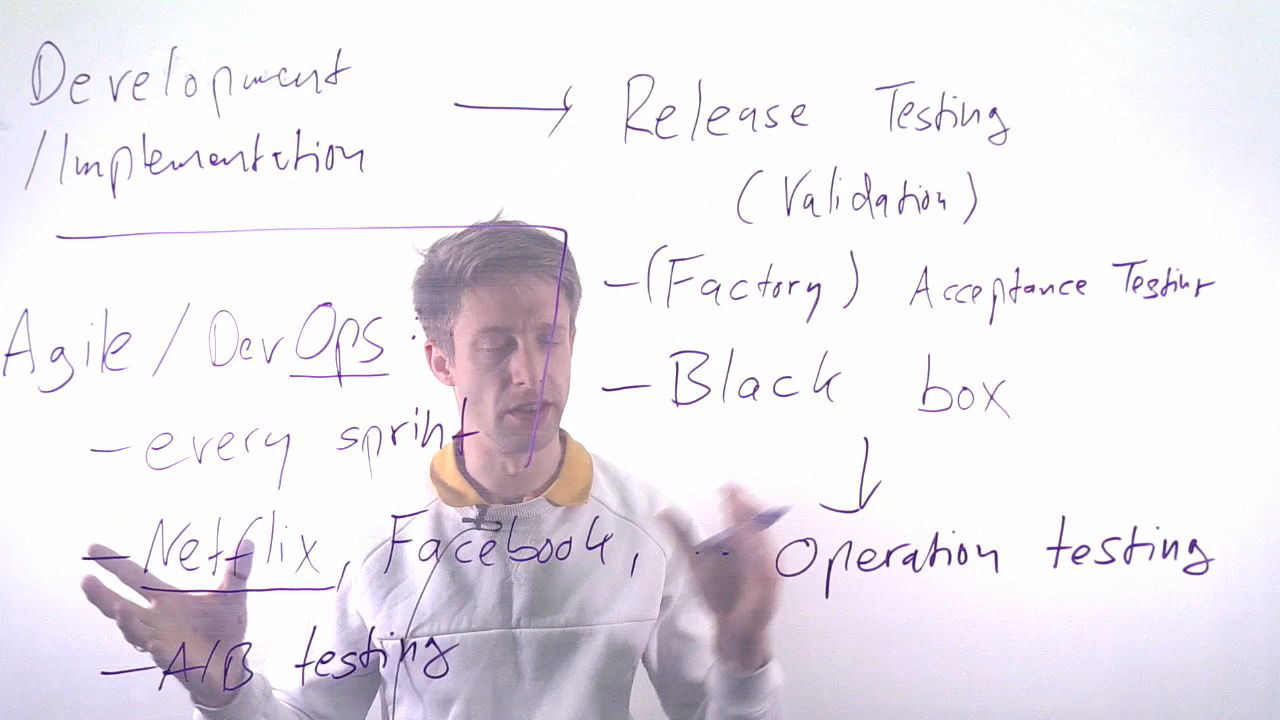 Development
/Implementation
→ Release Testing
(Validation)
-(Factory) Acceptance Testing
- Black box
↓
Operation testing
Agile / DevOps:
- every sprint
- Netflix, Facebook, ...
- A/B testing